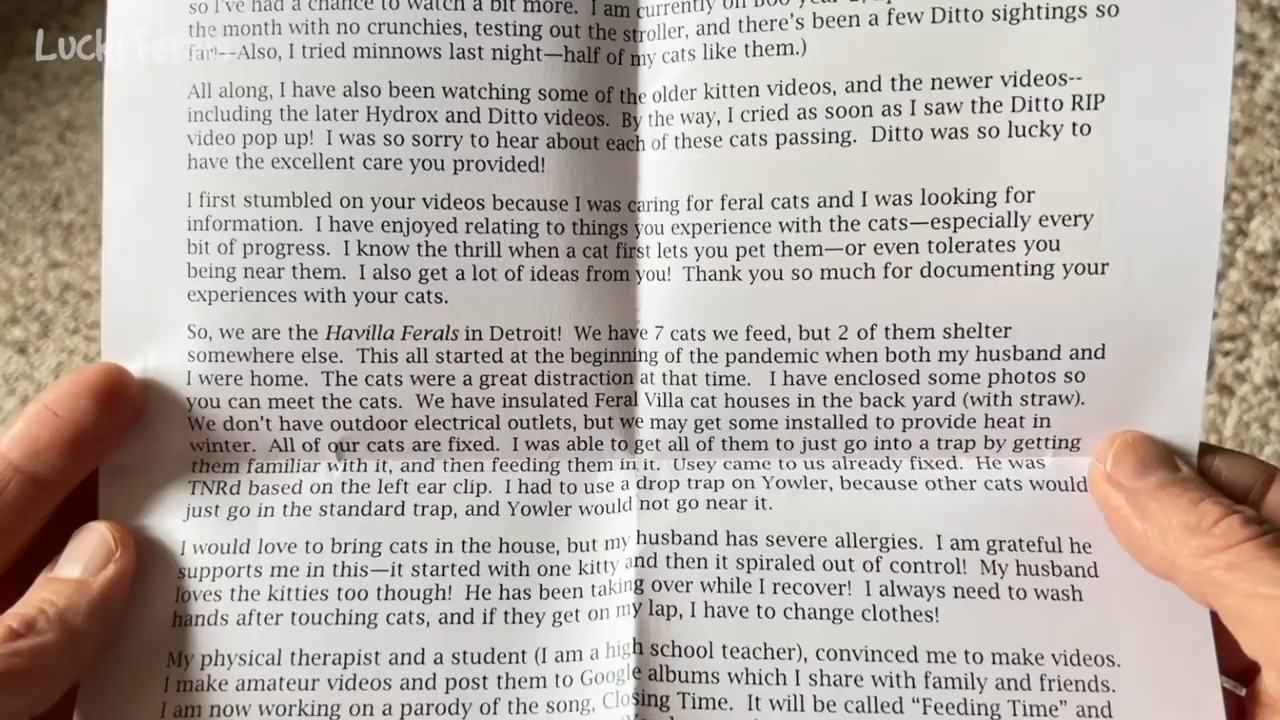 so I've had a chance to watch a bit more. I am currently on
the month with no crunchies, testing out the stroller, and there's been a few Ditto sightings so
far!--Also, I tried minnows last night—half of my cats like them.)
All along, I have also been watching some of the older kitten videos, and the newer videos--
including the later Hydrox and Ditto videos. By the way, I cried as soon as I saw the Ditto RIP
video pop up! I was so sorry to hear about each of these cats passing. Ditto was so lucky to
have the excellent care you provided!
I first stumbled on your videos because I was caring for feral cats and I was looking for
information. I have enjoyed relating to things you experience with the cats—especially every
bit of progress. I know the thrill when a cat first lets you pet them—or even tolerates you
being near them. I also get a lot of ideas from you! Thank you so much for documenting your
experiences with your cats.
So, we are the Havilla Ferals in Detroit! We have 7 cats we feed, but 2 of them shelter
somewhere else. This all started at the beginning of the pandemic when both my husband and
I were home. The cats were a great distraction at that time. I have enclosed some photos so
you can meet the cats. We have insulated Feral Villa cat houses in the back yard (with straw).
We don't have outdoor electrical outlets, but we may get some installed to provide heat in
winter. All of our cats are fixed. I was able to get all of them to just go into a trap by getting
them familiar with it, and then feeding them in it. Usey came to us already fixed. He was
TNRd based on the left ear clip. I had to use a drop trap on Yowler, because other cats would
just go in the standard trap, and Yowler would not go near it.
I would love to bring cats in the house, but my husband has severe allergies. I am grateful he
supports me in this—it started with one kitty and then it spiraled out of control! My husband
loves the kitties too though! He has been taking over while I recover! I always need to wash
hands after touching cats, and if they get on my lap, I have to change clothes!
My physical therapist and a student (I am a high school teacher), convinced me to make videos.
I make amateur videos and post them to Google albums which I share with family and friends.
I am now working on a parody of the song, Closing Time. It will be called “Feeding Time” and